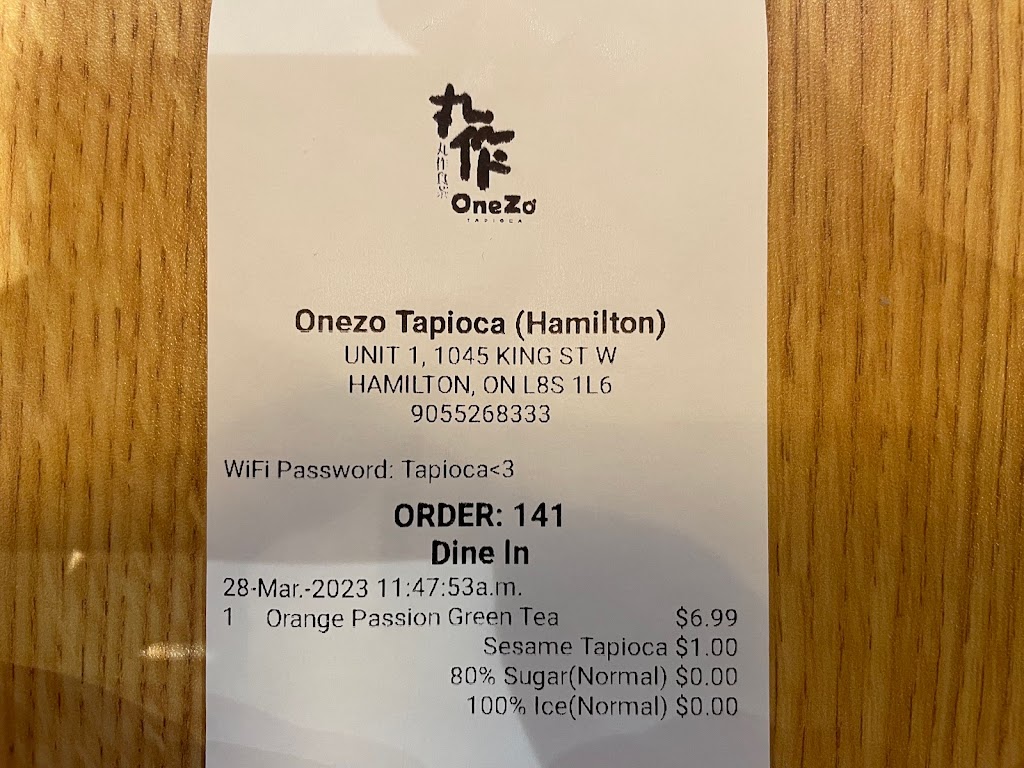 丸作
丸作食茶
OneZo
TAPIOCA
Onezo Tapioca (Hamilton)
UNIT 1, 1045 KING ST W
HAMILTON, ON L8S 1L6
9055268333
WiFi Password: Tapioca<3
ORDER: 141
Dine In
28-Mar.-2023 11:47:53a.m.
1 Orange Passion Green Tea $6.99
Sesame Tapioca $1.00
80% Sugar(Normal) $0.00
100% Ice(Normal) $0.00